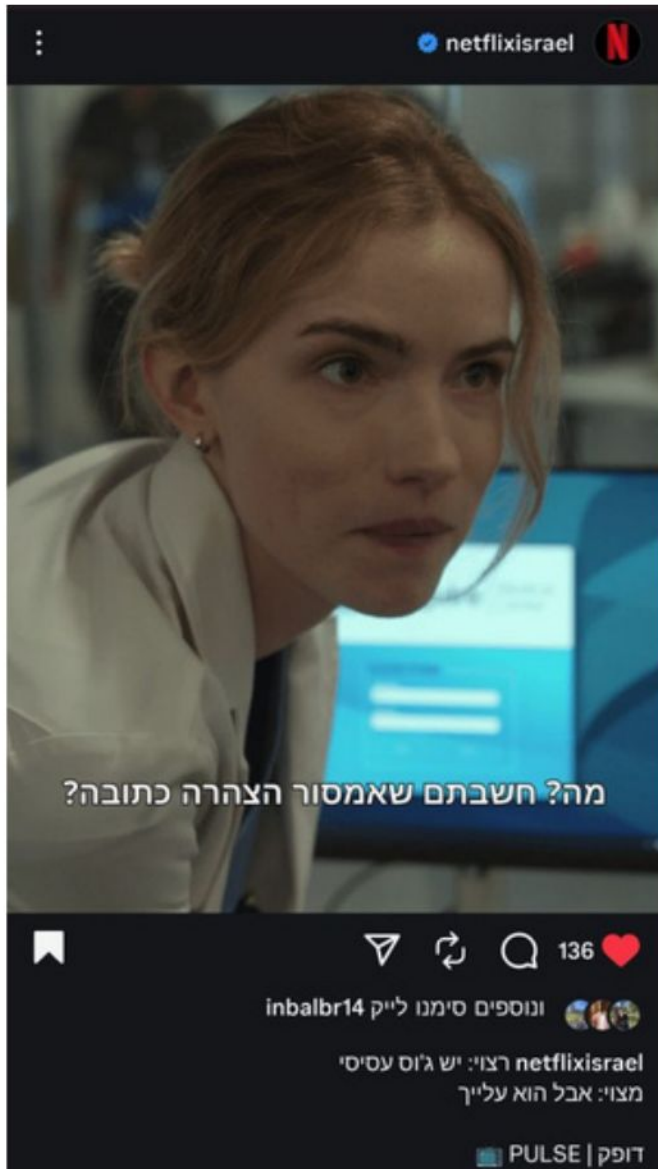 netflixisrael
מה? חשבתם שאמסור הצהרה כתובה?
136
inbalbr14 ונוספים סימנו לייק
netflixisrael רצוי: יש ג'וס עסיסי
מצוי: אבל הוא עלייך
דופק | PULSE 📺